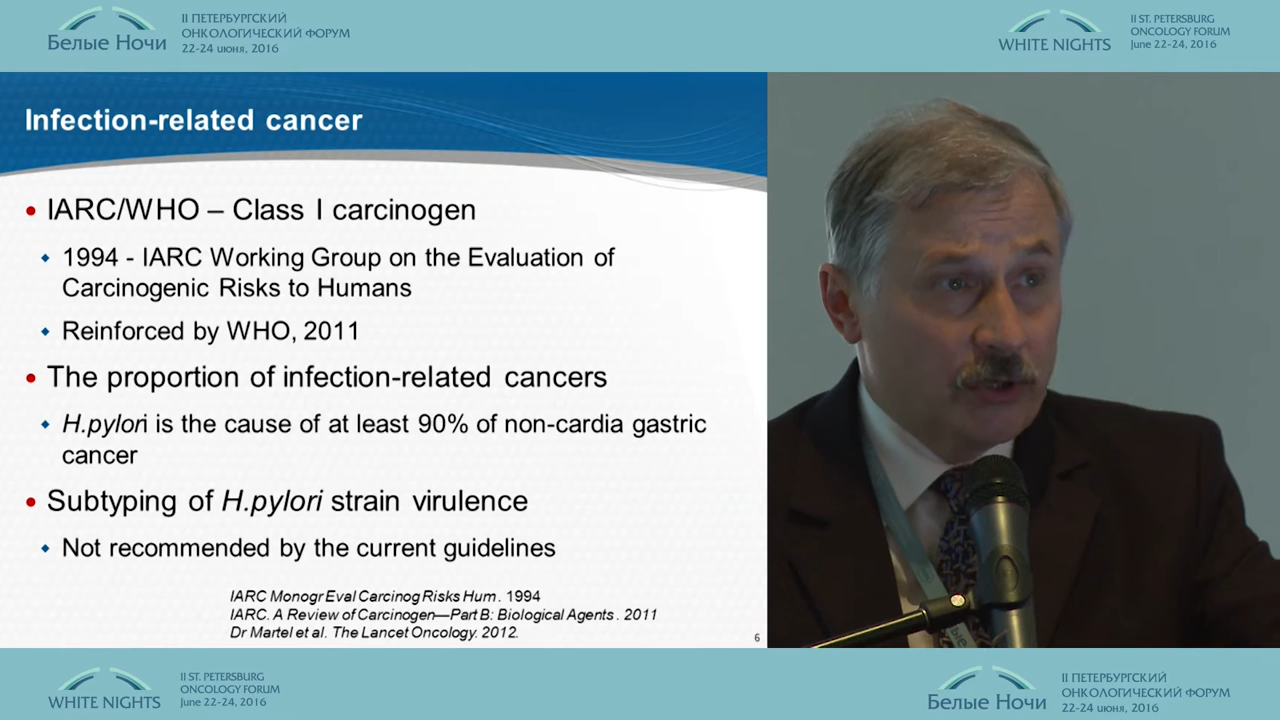 Белые Ночи
II ПЕТЕРБУРГСКИЙ
ОНКОЛОГИЧЕСКИЙ ФОРУМ
22-24 июня, 2016
WHITE NIGHTS
II ST. PETERSBURG
ONCOLOGY FORUM
June 22-24, 2016
Infection-related cancer
• IARC/WHO – Class I carcinogen
1994 - IARC Working Group on the Evaluation of
Carcinogenic Risks to Humans
Reinforced by WHO, 2011
• The proportion of infection-related cancers
H.pylori is the cause of at least 90% of non-cardia gastric
cancer
• Subtyping of H.pylori strain virulence
Not recommended by the current guidelines
IARC Monogr Eval Carcinog Risks Hum. 1994
IARC. A Review of Carcinogen—Part B: Biological Agents. 2011
Dr Martel et al. The Lancet Oncology. 2012.
6
WHITE NIGHTS
II ST. PETERSBURG
ONCOLOGY FORUM
June 22-24, 2016
Белые Ночи
II ПЕТЕРБУРГСКИЙ
ОНКОЛОГИЧЕСКИЙ ФОРУМ
22-24 июня, 2016